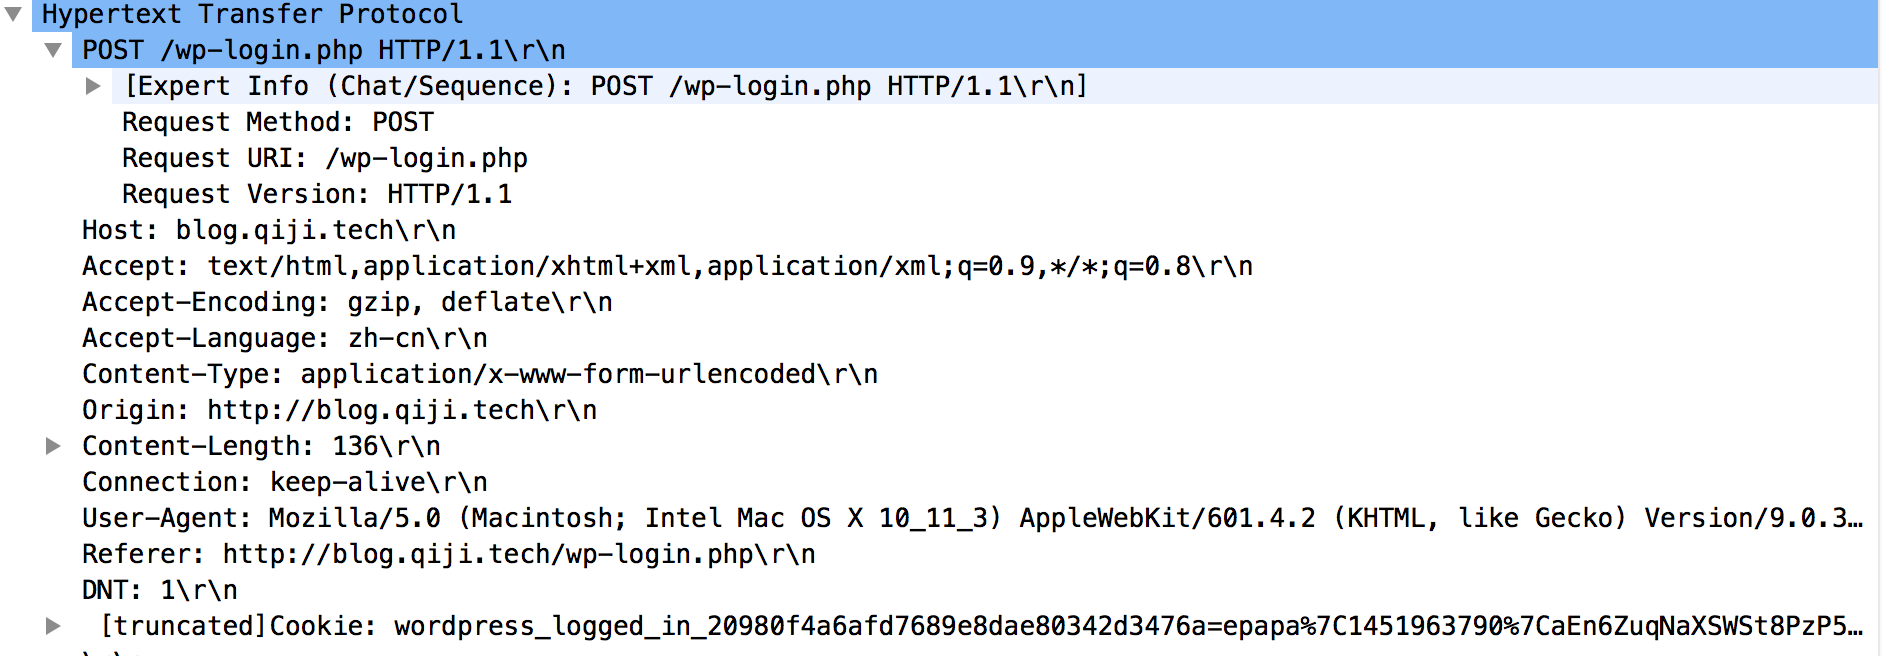 Hypertext Transfer Protocol
POST /wp-login.php HTTP/1.1\r\n
[Expert Info (Chat/Sequence): POST /wp-login.php HTTP/1.1\r\n]
Request Method: POST
Request URI: /wp-login.php
Request Version: HTTP/1.1
Host: blog.qiji.tech\r\n
Accept: text/html,application/xhtml+xml,application/xml;q=0.9,*/*;q=0.8\r\n
Accept-Encoding: gzip, deflate\r\n
Accept-Language: zh-cn\r\n
Content-Type: application/x-www-form-urlencoded\r\n
Origin: http://blog.qiji.tech\r\n
Content-Length: 136\r\n
Connection: keep-alive\r\n
User-Agent: Mozilla/5.0 (Macintosh; Intel Mac OS X 10_11_3) AppleWebKit/601.4.2 (KHTML, like Gecko) Version/9.0.3…
Referer: http://blog.qiji.tech/wp-login.php\r\n
DNT: 1\r\n
[truncated]Cookie: wordpress_logged_in_20980f4a6afd7689e8dae80342d3476a=epapa%7C1451963790%7CaEn6ZuqNaXSWSt8PzP5…